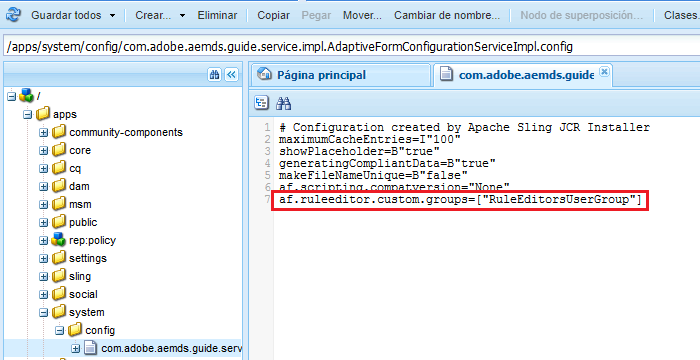 Guardar todos Crear... Eliminar Copiar Pegar Mover... Cambiar de nombre... Nodo de superposición... Clases
/apps/system/config/com.adobe.aemds.guide.service.impl.AdaptiveFormConfigurationServiceImpl.config
Página principal
com.adobe.aemds.guide
/
apps
community-components
core
cq
dam
msm
public
rep:policy
settings
sling
social
system
config
com.adobe.aemds.guide.serv
1 # Configuration created by Apache Sling JCR Installer
2 maximumCacheEntries=I"100"
3 showPlaceholder=B"true"
4 generatingCompliantData=B"true"
5 makeFileNameUnique=B"false"
6 af.scripting.compatversion="None"
7 af.ruleeditor.custom.groups=["RuleEditorsUserGroup"]